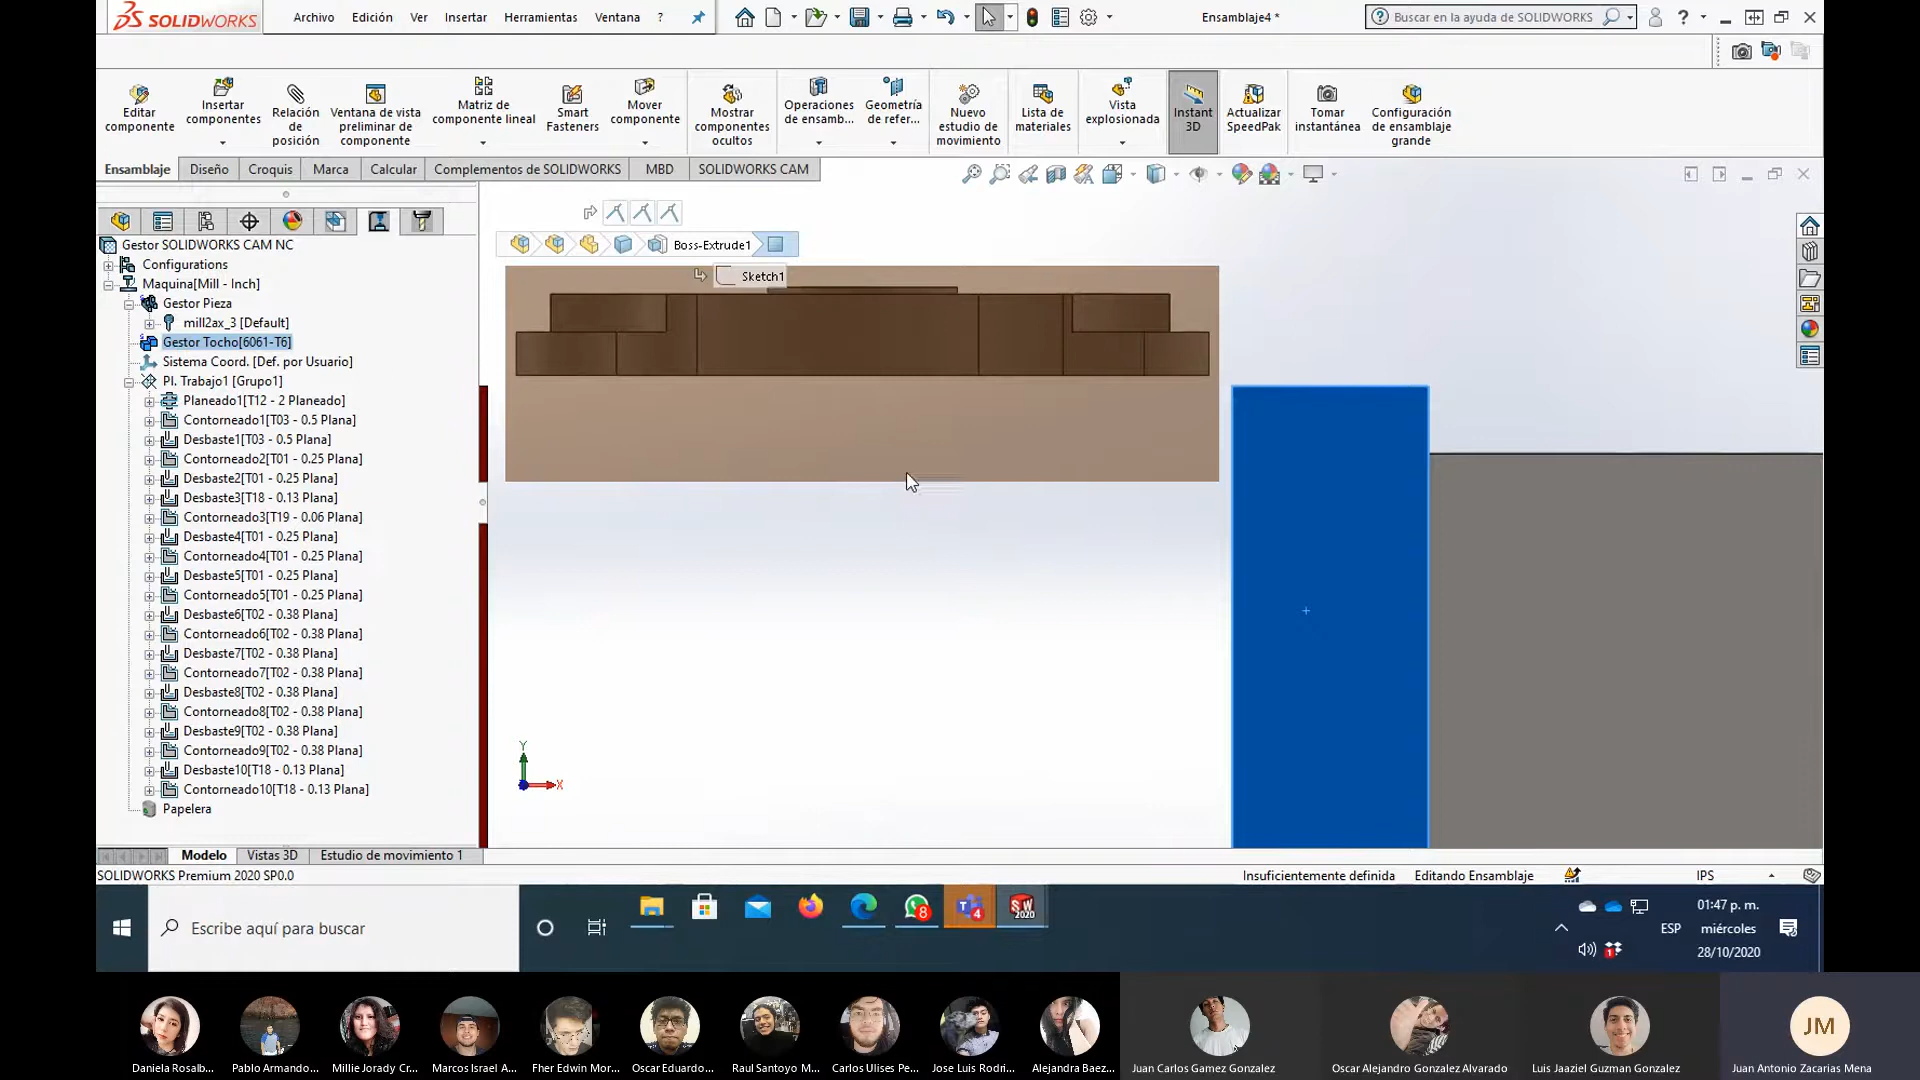 SOLIDWORKS
Archivo Edición Ver Insertar Herramientas Ventana ?
Ensamblaje4 *
Buscar en la ayuda de SOLIDWORKS
?
Editar componente
Insertar componentes
Relación de posición
Ventana de vista preliminar de componente
Matriz de componente lineal
Smart Fasteners
Mover componente
Mostrar componentes ocultos
Operaciones de ensamb...
Geometría de refer...
Nuevo estudio de movimiento
Lista de materiales
Vista explosionada
Instant 3D
Actualizar SpeedPak
Tomar instantánea
Configuración de ensamblaje grande
Ensamblaje Diseño Croquis Marca Calcular Complementos de SOLIDWORKS MBD SOLIDWORKS CAM
Gestor SOLIDWORKS CAM NC
Configurations
Maquina[Mill - Inch]
Gestor Pieza
mill2ax_3 [Default]
Gestor Tocho[6061-T6]
Sistema Coord. [Def. por Usuario]
Pl. Trabajo1 [Grupo1]
Planeado1[T12 - 2 Planeado]
Contorneado1[T03 - 0.5 Plana]
Desbaste1[T03 - 0.5 Plana]
Contorneado2[T01 - 0.25 Plana]
Desbaste2[T01 - 0.25 Plana]
Desbaste3[T18 - 0.13 Plana]
Contorneado3[T19 - 0.06 Plana]
Desbaste4[T01 - 0.25 Plana]
Contorneado4[T01 - 0.25 Plana]
Desbaste5[T01 - 0.25 Plana]
Contorneado5[T01 - 0.25 Plana]
Desbaste6[T02 - 0.38 Plana]
Contorneado6[T02 - 0.38 Plana]
Desbaste7[T02 - 0.38 Plana]
Contorneado7[T02 - 0.38 Plana]
Desbaste8[T02 - 0.38 Plana]
Contorneado8[T02 - 0.38 Plana]
Desbaste9[T02 - 0.38 Plana]
Contorneado9[T02 - 0.38 Plana]
Desbaste10[T18 - 0.13 Plana]
Contorneado10[T18 - 0.13 Plana]
Papelera
Boss-Extrude1
Sketch1
Y
X
Modelo Vistas 3D Estudio de movimiento 1
SOLIDWORKS Premium 2020 SP0.0
Insuficientemente definida Editando Ensamblaje IPS
Escribe aquí para buscar
8
4
SW 2020
ESP
01:47 p. m.
miércoles
28/10/2020
1
JM
Daniela Rosalb... Pablo Armando... Millie Jorady Cr... Marcos Israel A... Fher Edwin Mor... Oscar Eduardo... Raul Santoyo M... Carlos Ulises Pe... Jose Luis Rodri... Alejandra Baez... Juan Carlos Gamez Gonzalez Oscar Alejandro Gonzalez Alvarado Luis Jaaziel Guzman Gonzalez Juan Antonio Zacarias Mena